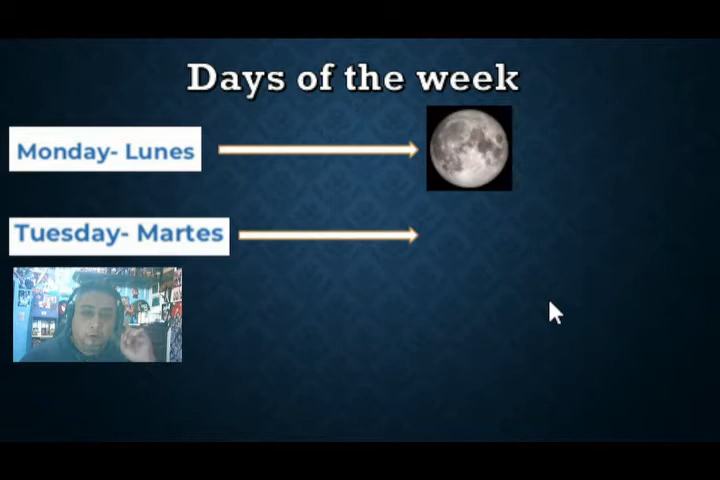 Days of the week
Monday- Lunes
Tuesday- Martes